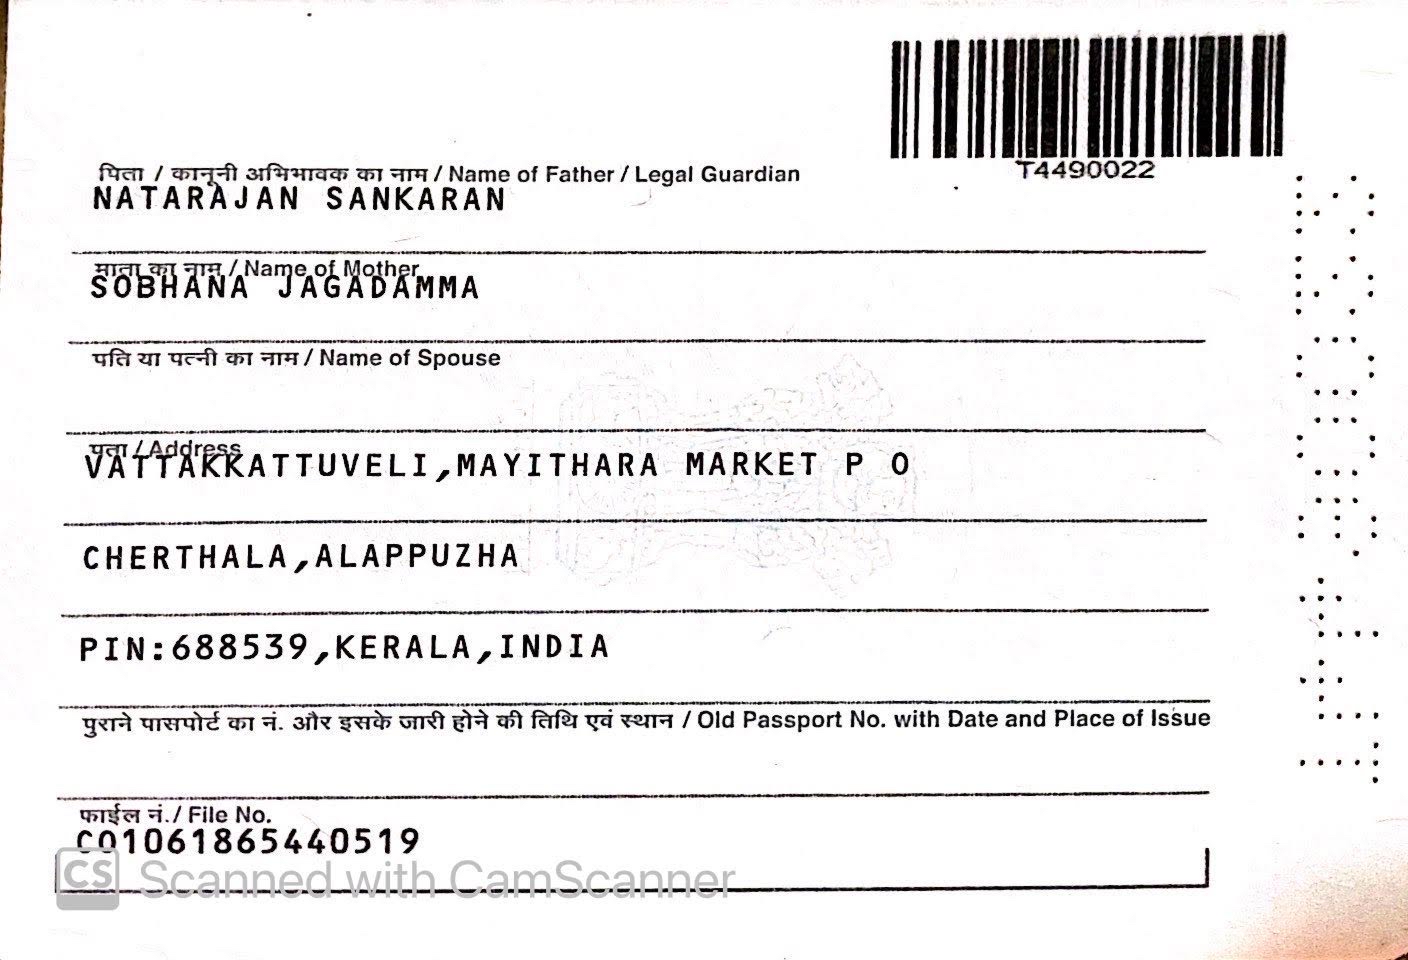 T4490022
पिता / कानूनी अभिभावक का नाम / Name of Father / Legal Guardian
NATARAJAN SANKARAN
माता का नाम / Name of Mother
SOBHANA JAGADAMMA
पति या पत्नी का नाम / Name of Spouse
पता / Address
VATTAKKATTUVELI,MAYITHARA MARKET P O
CHERTHALA,ALAPPUZHA
PIN:688539,KERALA,INDIA
पुराने पासपोर्ट का नं. और इसके जारी होने की तिथि एवं स्थान / Old Passport No. with Date and Place of Issue
फाईल नं./ File No.
CO1061865440519
CS Scanned with CamScanner